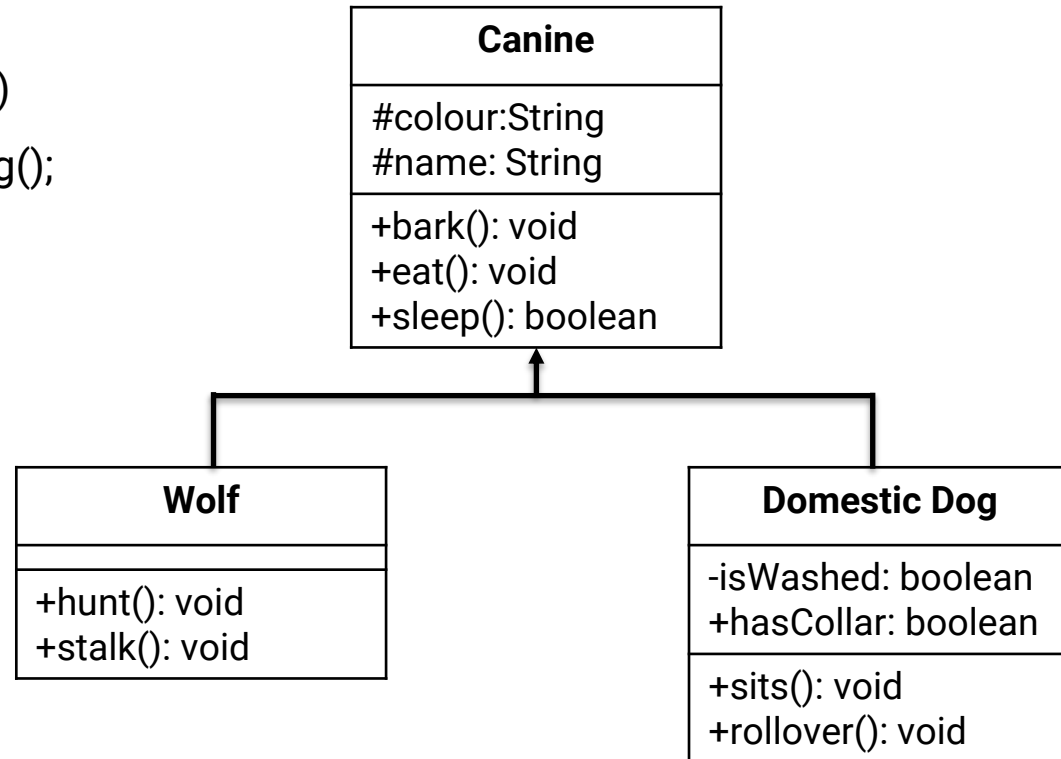 )
g();
Canine
#colour:String
#name: String
+bark(): void
+eat(): void
+sleep(): boolean
Wolf
+hunt(): void
+stalk(): void
Domestic Dog
-isWashed: boolean
+hasCollar: boolean
+sits(): void
+rollover(): void